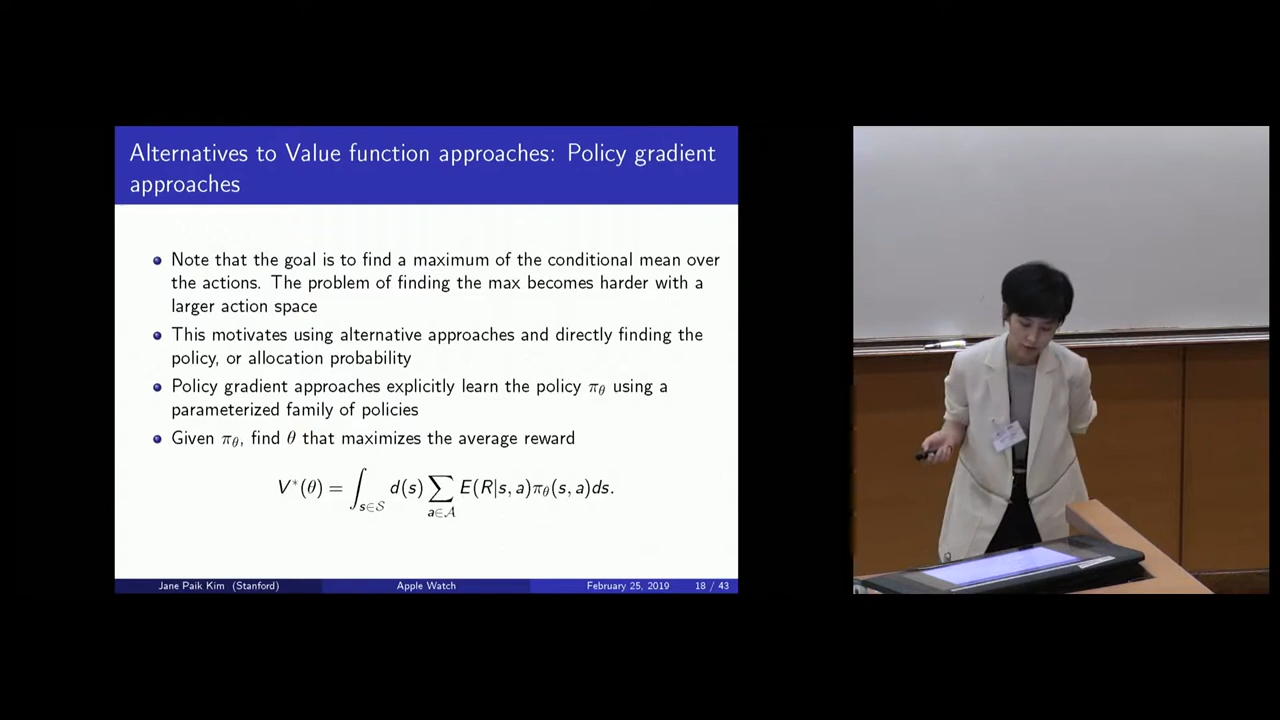 Alternatives to Value function approaches: Policy gradient
approaches
Note that the goal is to find a maximum of the conditional mean over
the actions. The problem of finding the max becomes harder with a
larger action space
This motivates using alternative approaches and directly finding the
policy, or allocation probability
Policy gradient approaches explicitly learn the policy πθ using a
parameterized family of policies
Given πθ, find θ that maximizes the average reward
V*(θ) = ∫s∈𝒮 d(s) ∑a∈𝒜 E(R|s, a)πθ(s, a)ds.
Jane Paik Kim (Stanford) Apple Watch February 25, 2019 18 / 43